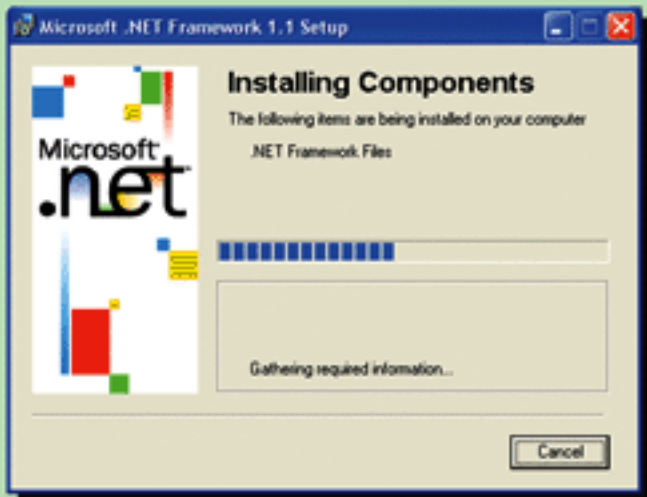 Microsoft .NET Framework 1.1 Setup
Installing Components
The following items are being installed on your computer
.NET Framework Files
Microsoft
.net
Gathering required information...
Cancel